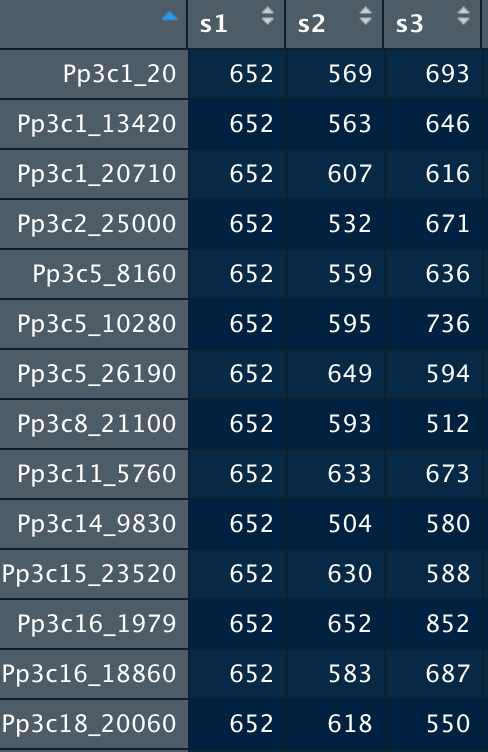 s1 s2 s3
Pp3c1_20 652 569 693
Pp3c1_13420 652 563 646
Pp3c1_20710 652 607 616
Pp3c2_25000 652 532 671
Pp3c5_8160 652 559 636
Pp3c5_10280 652 595 736
Pp3c5_26190 652 649 594
Pp3c8_21100 652 593 512
Pp3c11_5760 652 633 673
Pp3c14_9830 652 504 580
Pp3c15_23520 652 630 588
Pp3c16_1979 652 652 852
Pp3c16_18860 652 583 687
Pp3c18_20060 652 618 550